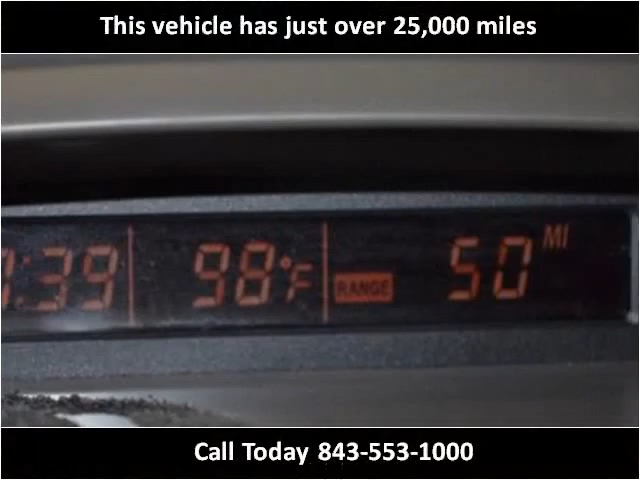 This vehicle has just over 25,000 miles
:39 98°F RANGE 50 MI
Call Today 843-553-1000